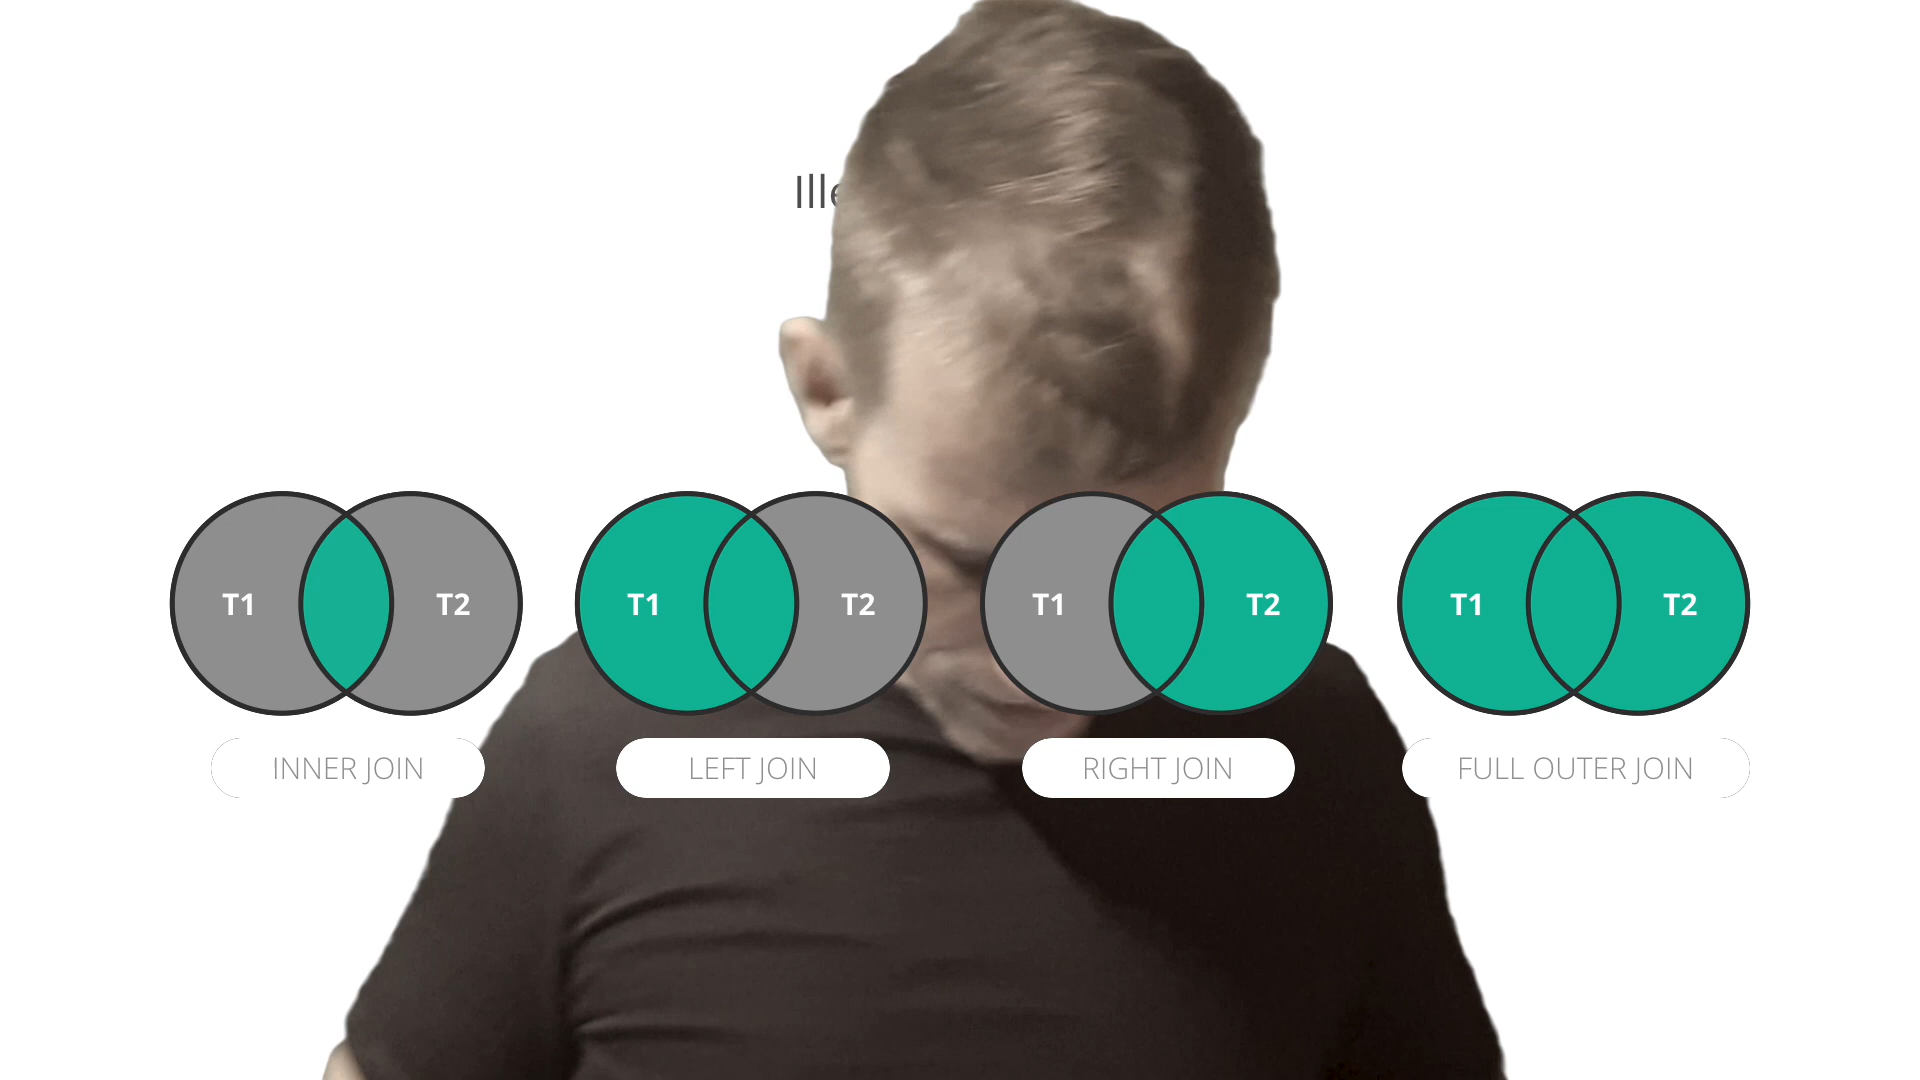 T1 T2 T1 T2 T1 T2 T1 T2
INNER JOIN LEFT JOIN RIGHT JOIN FULL OUTER JOIN